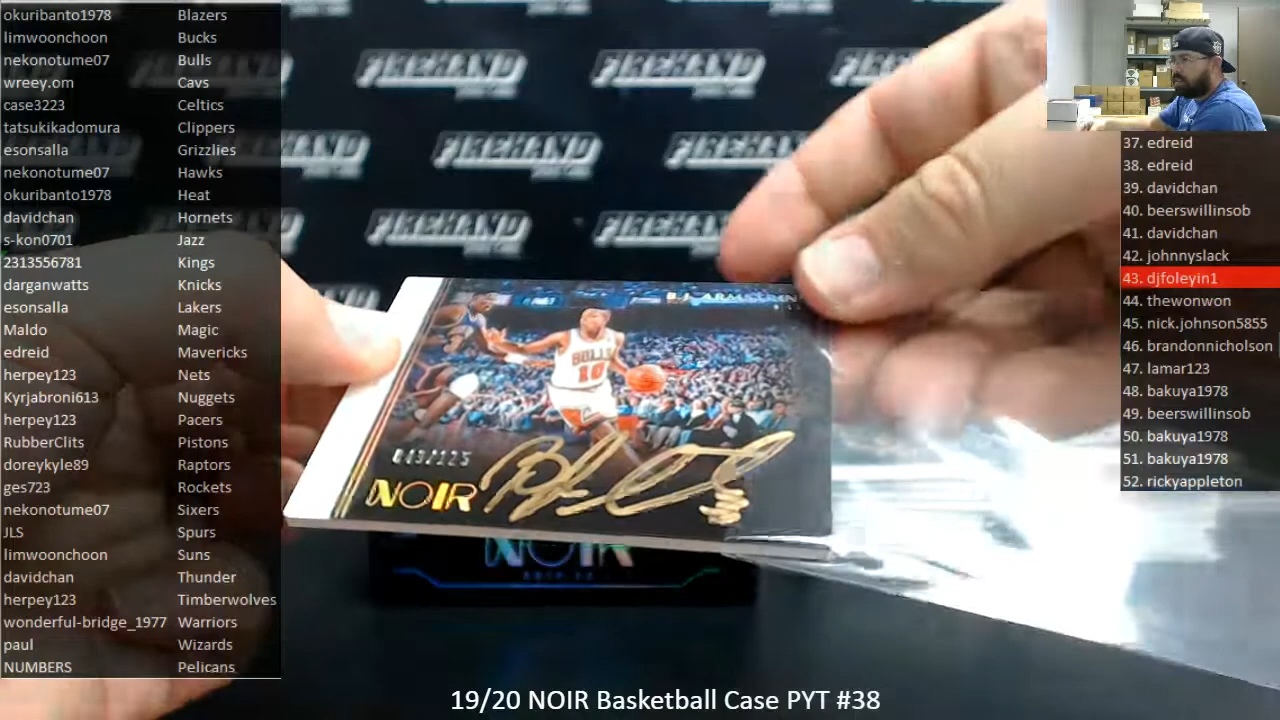 okuribanto1978 Blazers
limwoonchoon Bucks
nekonotume07 Bulls
wreey.om Cavs
case3223 Celtics
tatsukikadomura Clippers
esonsalla Grizzlies
nekonotume07 Hawks
okuribanto1978 Heat
davidchan Hornets
s-kon0701 Jazz
2313556781 Kings
darganwatts Knicks
esonsalla Lakers
Maldo Magic
edreid Mavericks
herpey123 Nets
Kyrjabroni613 Nuggets
herpey123 Pacers
RubberClits Pistons
doreykyle89 Raptors
ges723 Rockets
nekonotume07 Sixers
JLS Spurs
limwoonchoon Suns
davidchan Thunder
herpey123 Timberwolves
wonderful-bridge_1977 Warriors
paul Wizards
NUMBERS Pelicans
FIREHAND FIREHAND FIREHAND
FIREHAND FIREHAND
FIREHAND FIREHAND
BJ ARMSTRONG
BULLS
10
043/125
NOIR
NOIR
37. edreid
38. edreid
39. davidchan
40. beerswillinsob
41. davidchan
42. johnnyslack
43. djfoleyin1
44. thewonwon
45. nick.johnson5855
46. brandonnicholson
47. lamar123
48. bakuya1978
49. beerswillinsob
50. bakuya1978
51. bakuya1978
52. rickyappleton
19/20 NOIR Basketball Case PYT #38